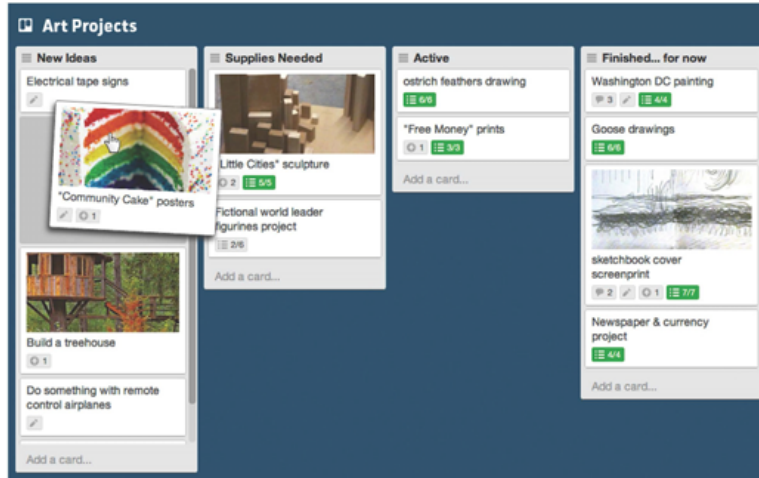 Art Projects
New Ideas
Electrical tape signs
"Community Cake" posters
1
Build a treehouse
1
Do something with remote
control airplanes
Add a card...
Supplies Needed
Little Cities" sculpture
2 5/5
Fictional world leader
figurines project
2/6
Add a card...
Active
ostrich feathers drawing
6/6
"Free Money" prints
1 3/3
Add a card...
Finished... for now
Washington DC painting
3 4/4
Goose drawings
6/6
sketchbook cover
screenprint
2 1 7/7
Newspaper & currency
project
4/4
Add a card...